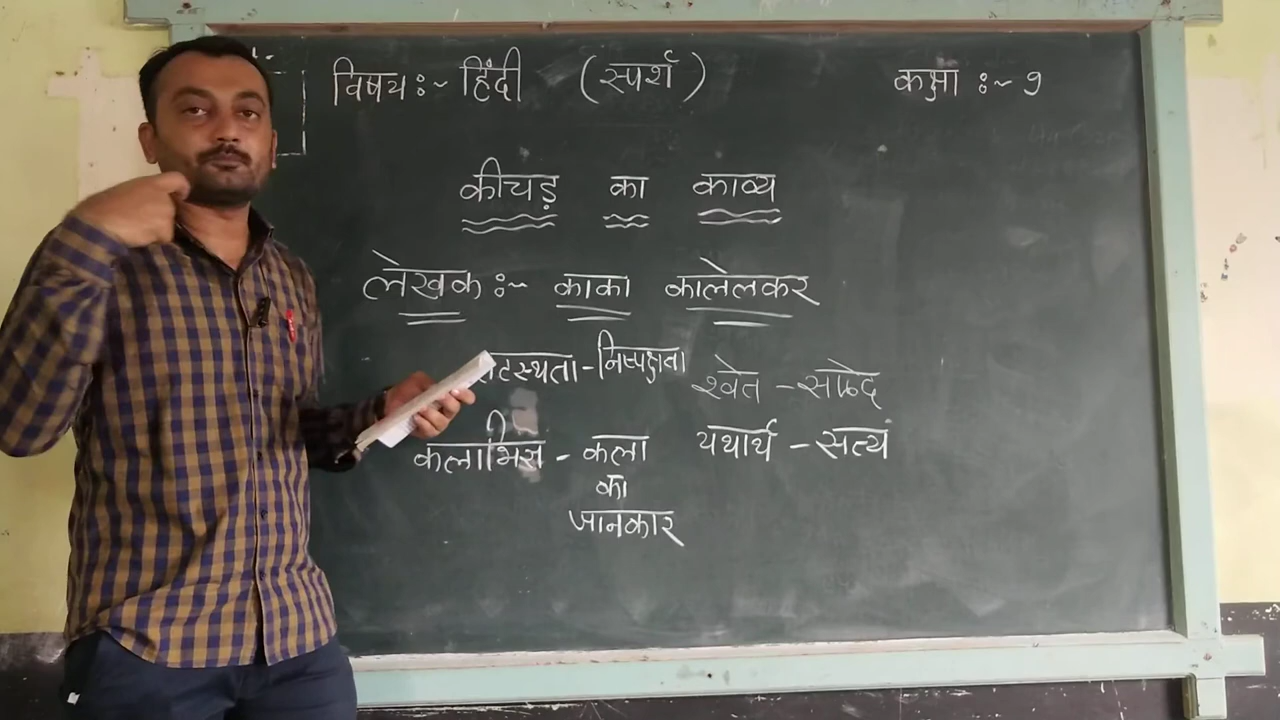 विषय :~ हिंदी (स्पर्श) कक्षा :~ 9
कीचड़ का काव्य
लेखक :~ काका कालेलकर
तटस्थता - निष्पक्षता
श्वेत - सफेद
कलाभिज्ञ - कला का जानकार
यथार्थ - सत्य